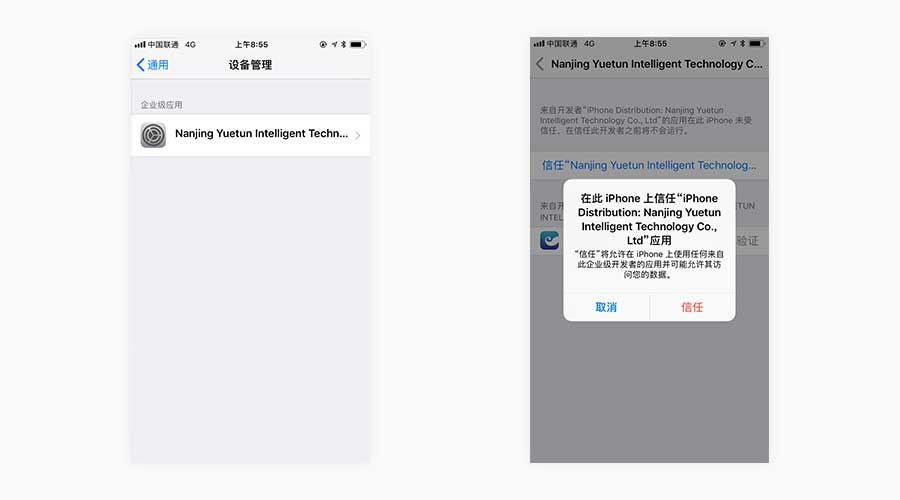 中国联通 4G 上午8:55
通用 设备管理
企业级应用
Nanjing Yuetun Intelligent Techn...
中国联通 4G 上午8:55
Nanjing Yuetun Intelligent Technology C...
来自开发者“iPhone Distribution: Nanjing Yuetun
Intelligent Technology Co., Ltd”的应用在此 iPhone 未受
信任。在信任此开发者之前将不会运行。
信任“Nanjing Yuetun Intelligent Technolog...
在此 iPhone 上信任“iPhone
Distribution: Nanjing Yuetun
Intelligent Technology Co.,
Ltd”应用
“信任”将允许在 iPhone 上使用任何来自
此企业级开发者的应用并可能允许其访
问您的数据。
取消 信任
来自开 ETUN
INTEL
验证